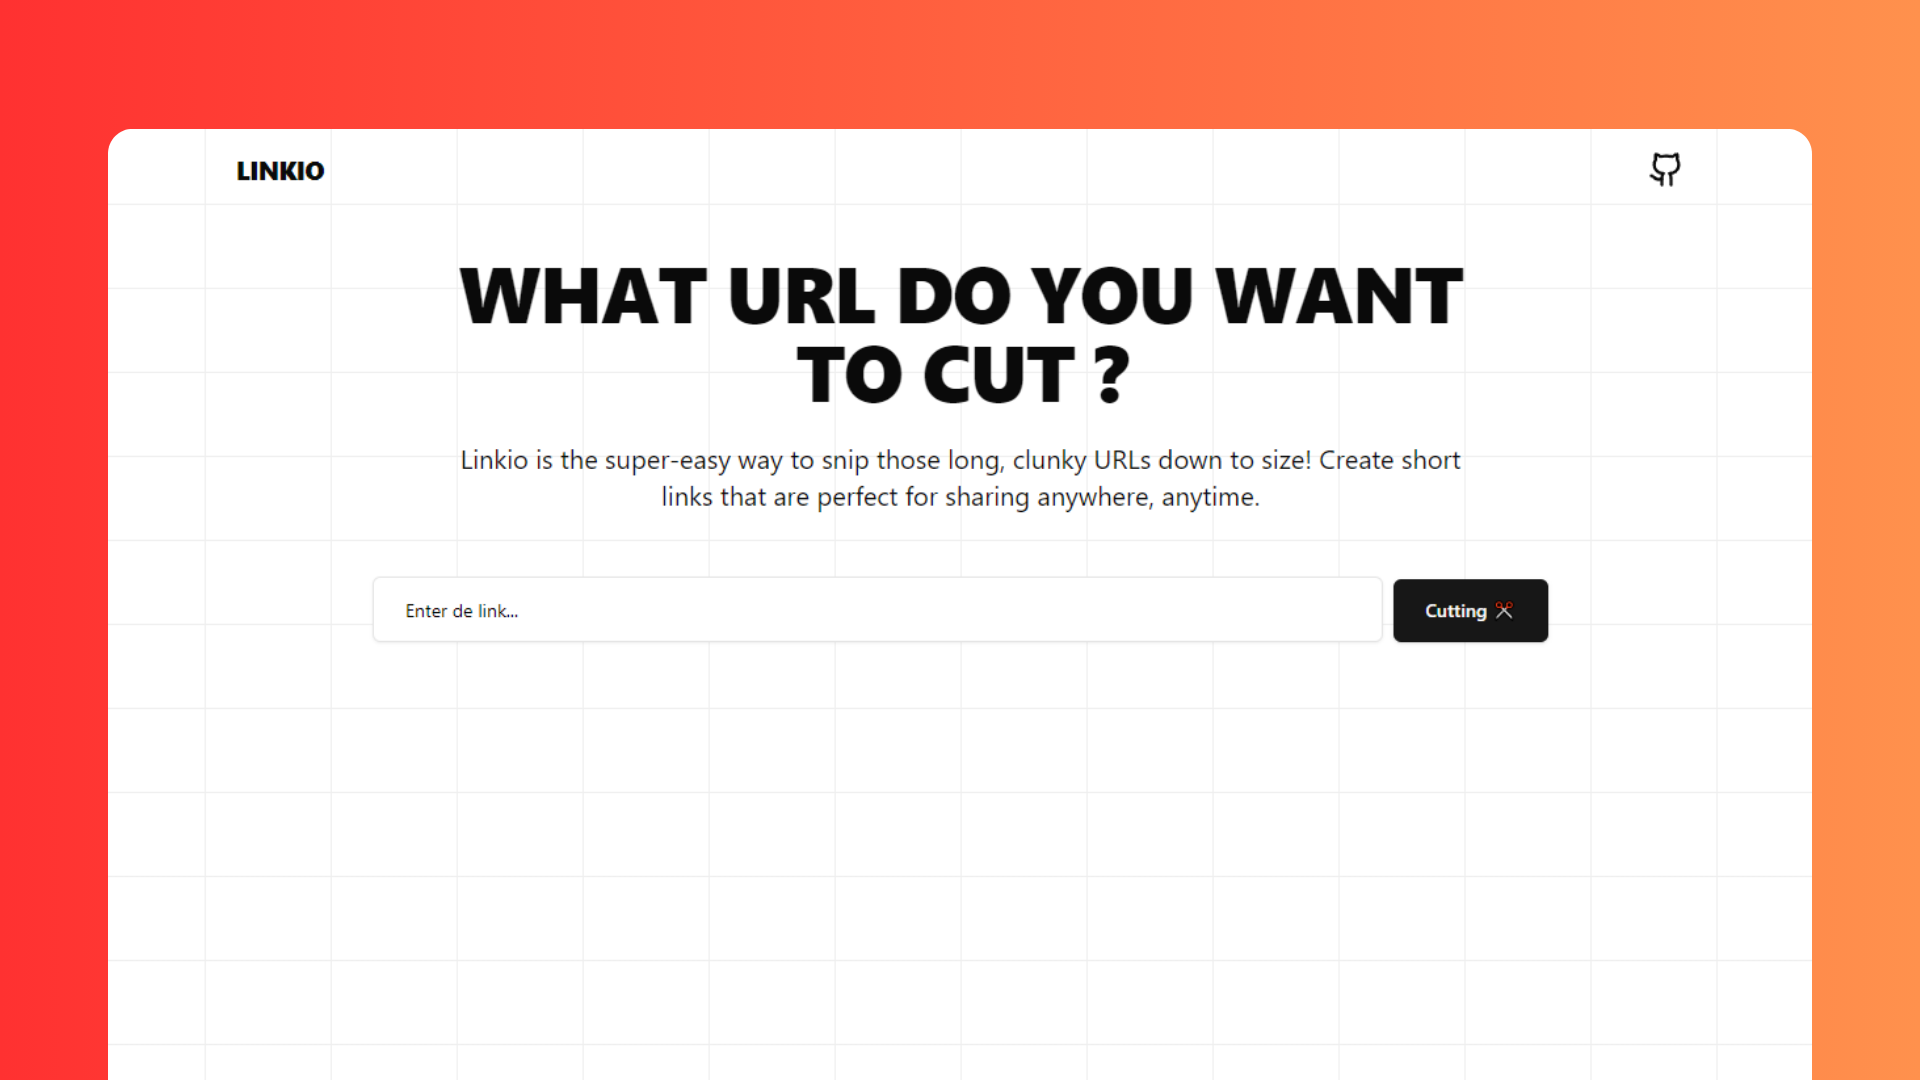 LINKIO
WHAT URL DO YOU WANT
TO CUT ?
Linkio is the super-easy way to snip those long, clunky URLs down to size! Create short
links that are perfect for sharing anywhere, anytime.
Enter de link...
Cutting